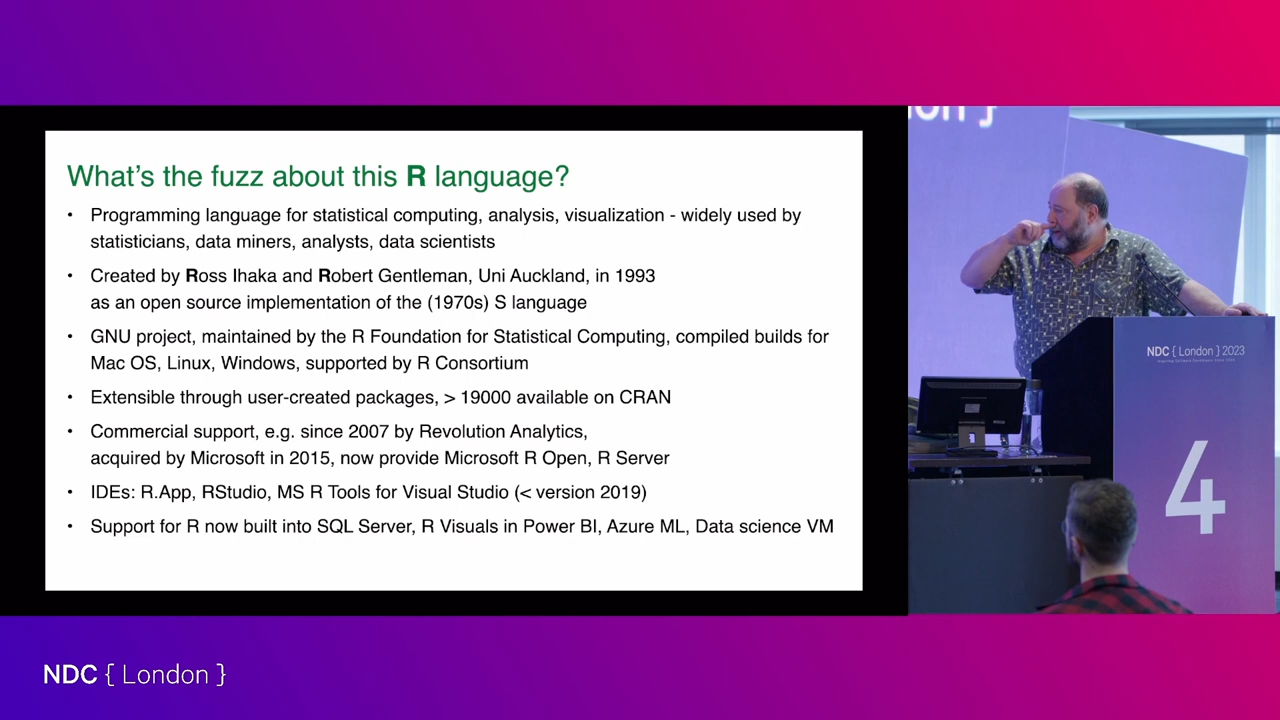 What's the fuzz about this R language?
• Programming language for statistical computing, analysis, visualization - widely used by
statisticians, data miners, analysts, data scientists
• Created by Ross Ihaka and Robert Gentleman, Uni Auckland, in 1993
as an open source implementation of the (1970s) S language
• GNU project, maintained by the R Foundation for Statistical Computing, compiled builds for
Mac OS, Linux, Windows, supported by R Consortium
• Extensible through user-created packages, > 19000 available on CRAN
• Commercial support, e.g. since 2007 by Revolution Analytics,
acquired by Microsoft in 2015, now provide Microsoft R Open, R Server
• IDEs: R.App, RStudio, MS R Tools for Visual Studio (< version 2019)
• Support for R now built into SQL Server, R Visuals in Power BI, Azure ML, Data science VM
NDC { London } 2023
4
NDC { London }